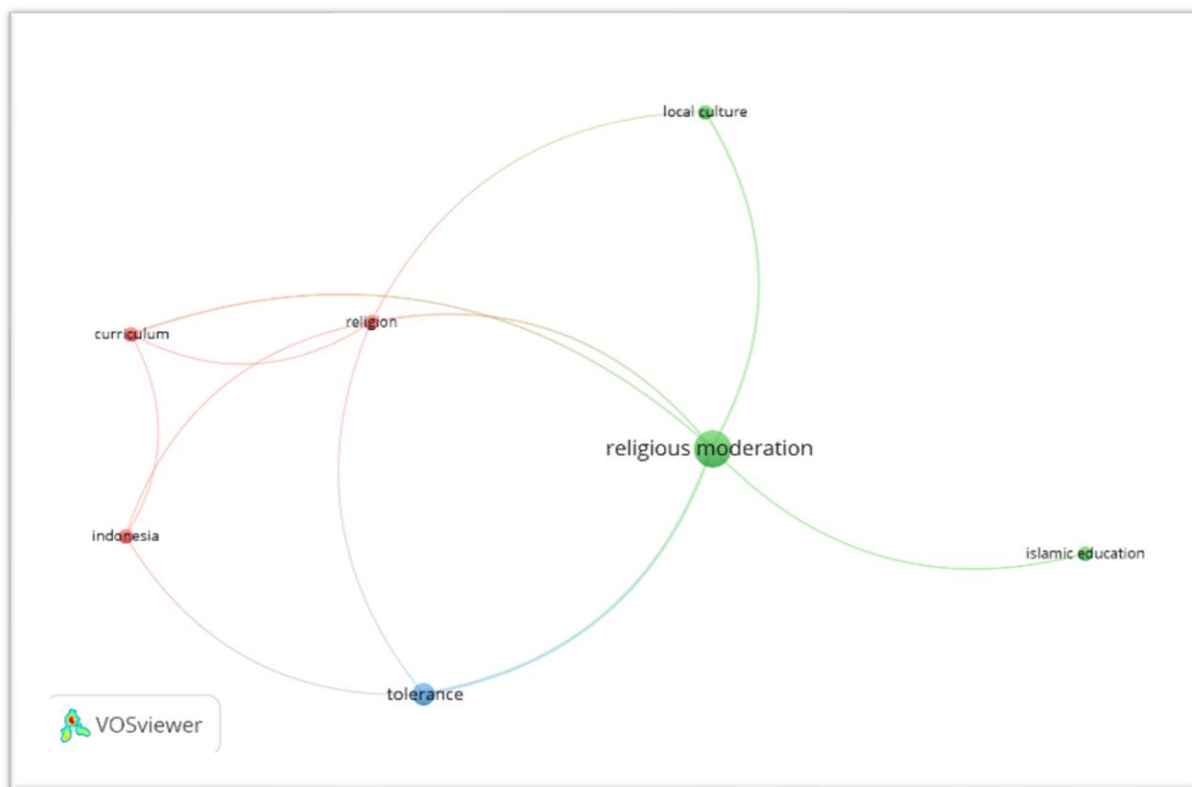 local culture
curriculum
religion
religious moderation
indonesia
islamic education
tolerance
VOSviewer